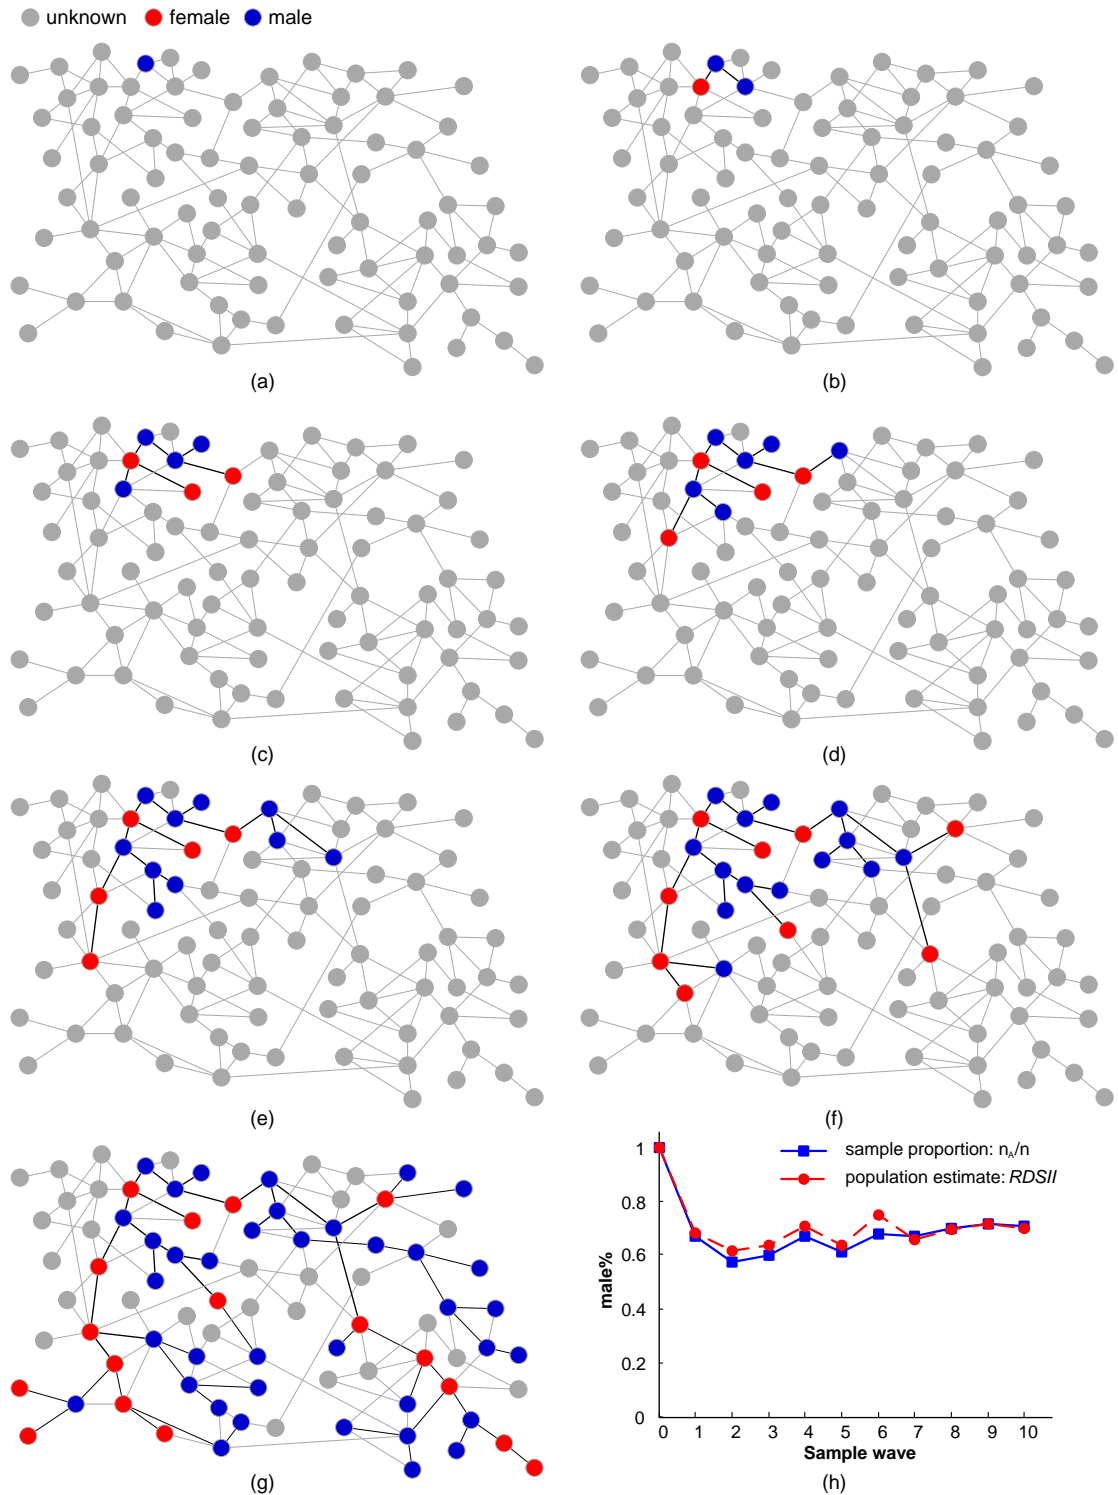 unknown female male
(a) (b)
(c) (d)
(e) (f)
1
sample proportion: nA/n
population estimate: RDSII
0.8
0.6
0.4
0.2
0
male%
0 1 2 3 4 5 6 7 8 9 10
Sample wave
(g) (h)